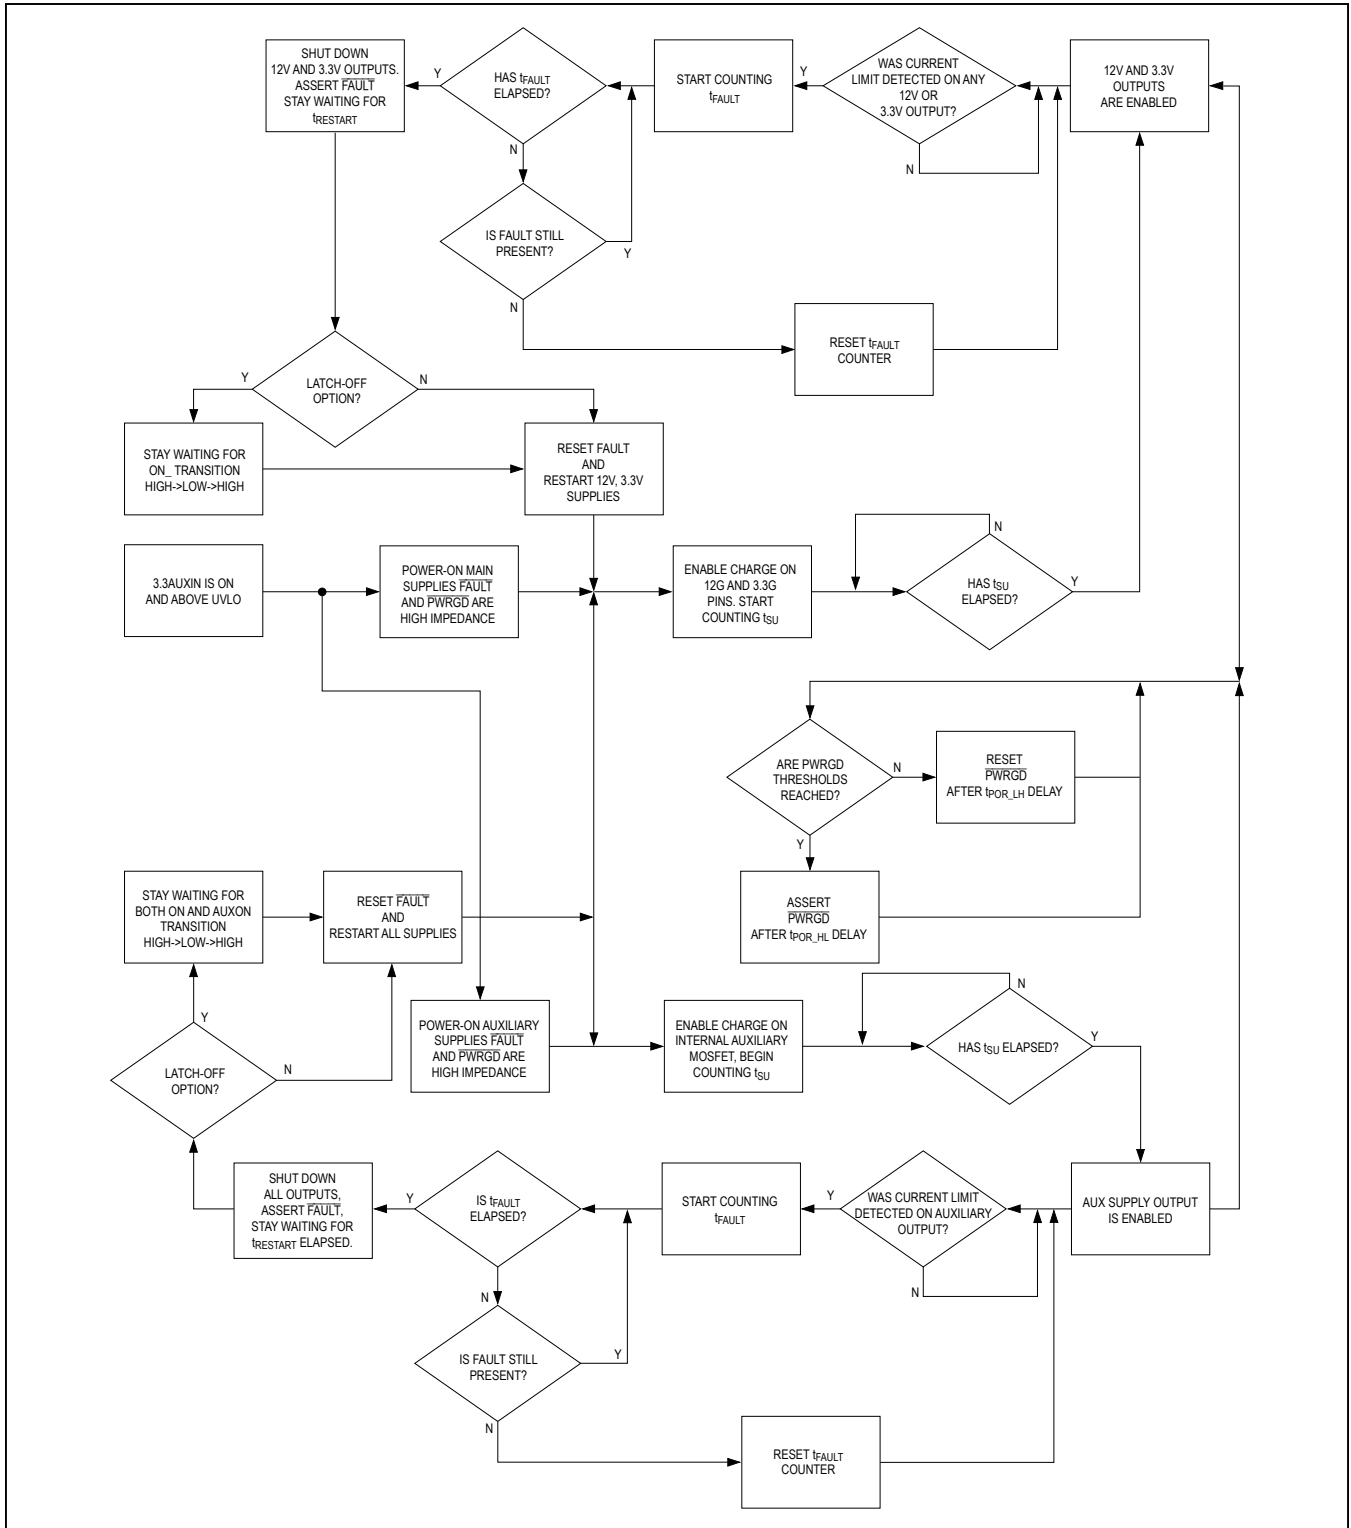 SHUT DOWN
12V AND 3.3V OUTPUTS.
ASSERT FAULT
STAY WAITING FOR
tRESTART
Y
HAS tFAULT
ELAPSED?
N
START COUNTING
tFAULT
Y
WAS CURRENT
LIMIT DETECTED ON ANY
12V OR
3.3V OUTPUT?
N
12V AND 3.3V
OUTPUTS
ARE ENABLED
IS FAULT STILL
PRESENT?
Y
N
RESET tFAULT
COUNTER
Y
LATCH-OFF
OPTION?
N
STAY WAITING FOR
ON_ TRANSITION
HIGH->LOW->HIGH
RESET FAULT
AND
RESTART 12V, 3.3V
SUPPLIES
3.3AUXIN IS ON
AND ABOVE UVLO
POWER-ON MAIN
SUPPLIES FAULT
AND PWRGD ARE
HIGH IMPEDANCE
ENABLE CHARGE ON
12G AND 3.3G
PINS. START
COUNTING tSU
N
HAS tSU
ELAPSED?
Y
ARE PWRGD
THRESHOLDS
REACHED?
N
Y
RESET
PWRGD
AFTER tPOR_LH DELAY
ASSERT
PWRGD
AFTER tPOR_HL DELAY
STAY WAITING FOR
BOTH ON AND AUXON
TRANSITION
HIGH->LOW->HIGH
RESET FAULT
AND
RESTART ALL SUPPLIES
Y
LATCH-OFF
OPTION?
N
POWER-ON AUXILIARY
SUPPLIES FAULT
AND PWRGD ARE
HIGH IMPEDANCE
ENABLE CHARGE ON
INTERNAL AUXILIARY
MOSFET, BEGIN
COUNTING tSU
N
HAS tSU ELAPSED?
Y
SHUT DOWN
ALL OUTPUTS,
ASSERT FAULT,
STAY WAITING FOR
tRESTART ELAPSED.
Y
IS tFAULT
ELAPSED?
N
START COUNTING
tFAULT
Y
WAS CURRENT LIMIT
DETECTED ON AUXILIARY
OUTPUT?
N
AUX SUPPLY OUTPUT
IS ENABLED
IS FAULT STILL
PRESENT?
Y
N
RESET tFAULT
COUNTER